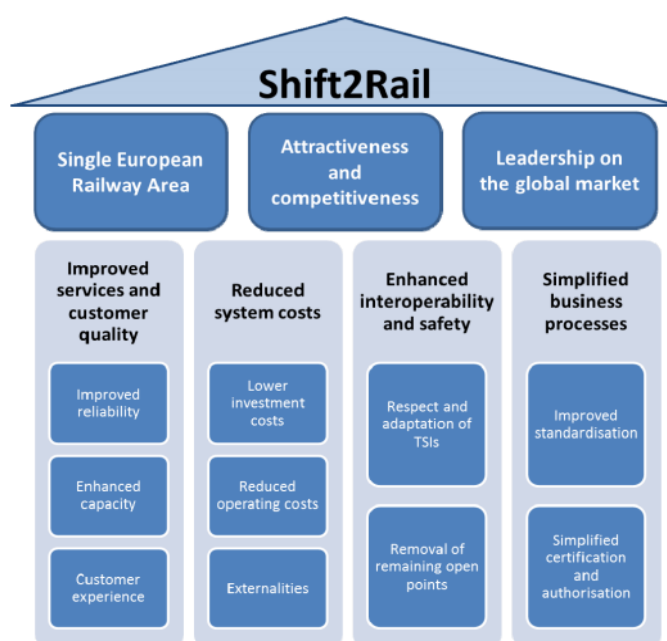 Shift2Rail
Single European
Railway Area
Attractiveness
and
competitiveness
Leadership on
the global market
Improved
services and
customer
quality
Improved
reliability
Enhanced
capacity
Customer
experience
Reduced
system costs
Lower
investment
costs
Reduced
operating costs
Externalities
Enhanced
interoperability
and safety
Respect and
adaptation of
TSIs
Removal of
remaining open
points
Simplified
business
processes
Improved
standardisation
Simplified
certification
and
authorisation